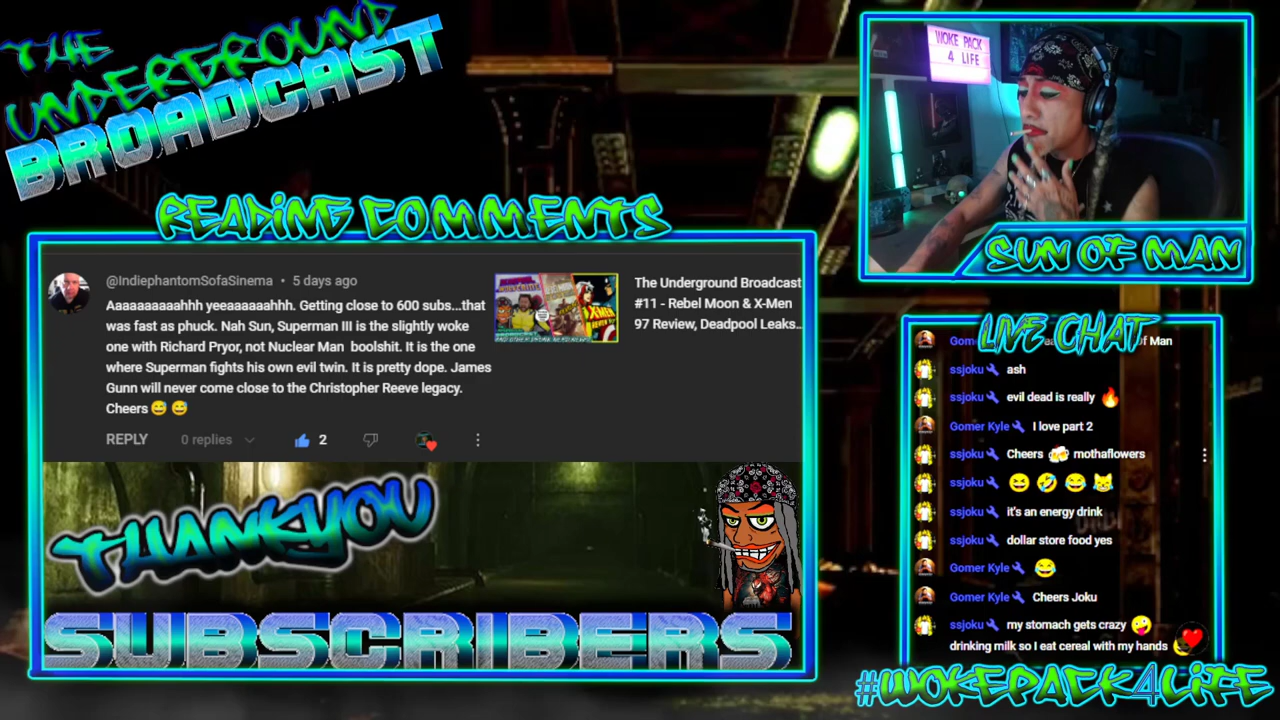 THE
UNDERGROUND
BROADCAST
WOKE PACK
4 LIFE
READING COMMENTS
SUN OF MAN
@IndiephantomSofaSinema • 5 days ago
Aaaaaaaaaahhh yeeaaaaaahhh. Getting close to 600 subs...that
was fast as phuck. Nah Sun, Superman III is the slightly woke
one with Richard Pryor, not Nuclear Man boolshit. It is the one
where Superman fights his own evil twin. It is pretty dope. James
Gunn will never come close to the Christopher Reeve legacy.
Cheers 😅 😅
REPLY 0 replies 2
The Underground Broadcast
#11 - Rebel Moon & X-Men
97 Review, Deadpool Leaks...
THANKYOU
SUBSCRIBERS
LIVE CHAT
of Man
ssjoku ash
ssjoku evil dead is really 🔥
Gomer Kyle I love part 2
ssjoku Cheers 🍻 mothaflowers
ssjoku 😆 🤣 😂 😹
ssjoku it's an energy drink
ssjoku dollar store food yes
Gomer Kyle 😂
Gomer Kyle Cheers Joku
ssjoku my stomach gets crazy 🤪
drinking milk so I eat cereal with my hands
#WOKEPACK4LIFE